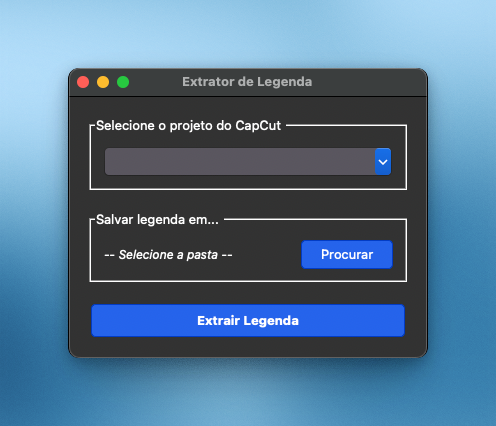 Extrator de Legenda
Selecione o projeto do CapCut
Salvar legenda em...
-- Selecione a pasta --
Procurar
Extrair Legenda